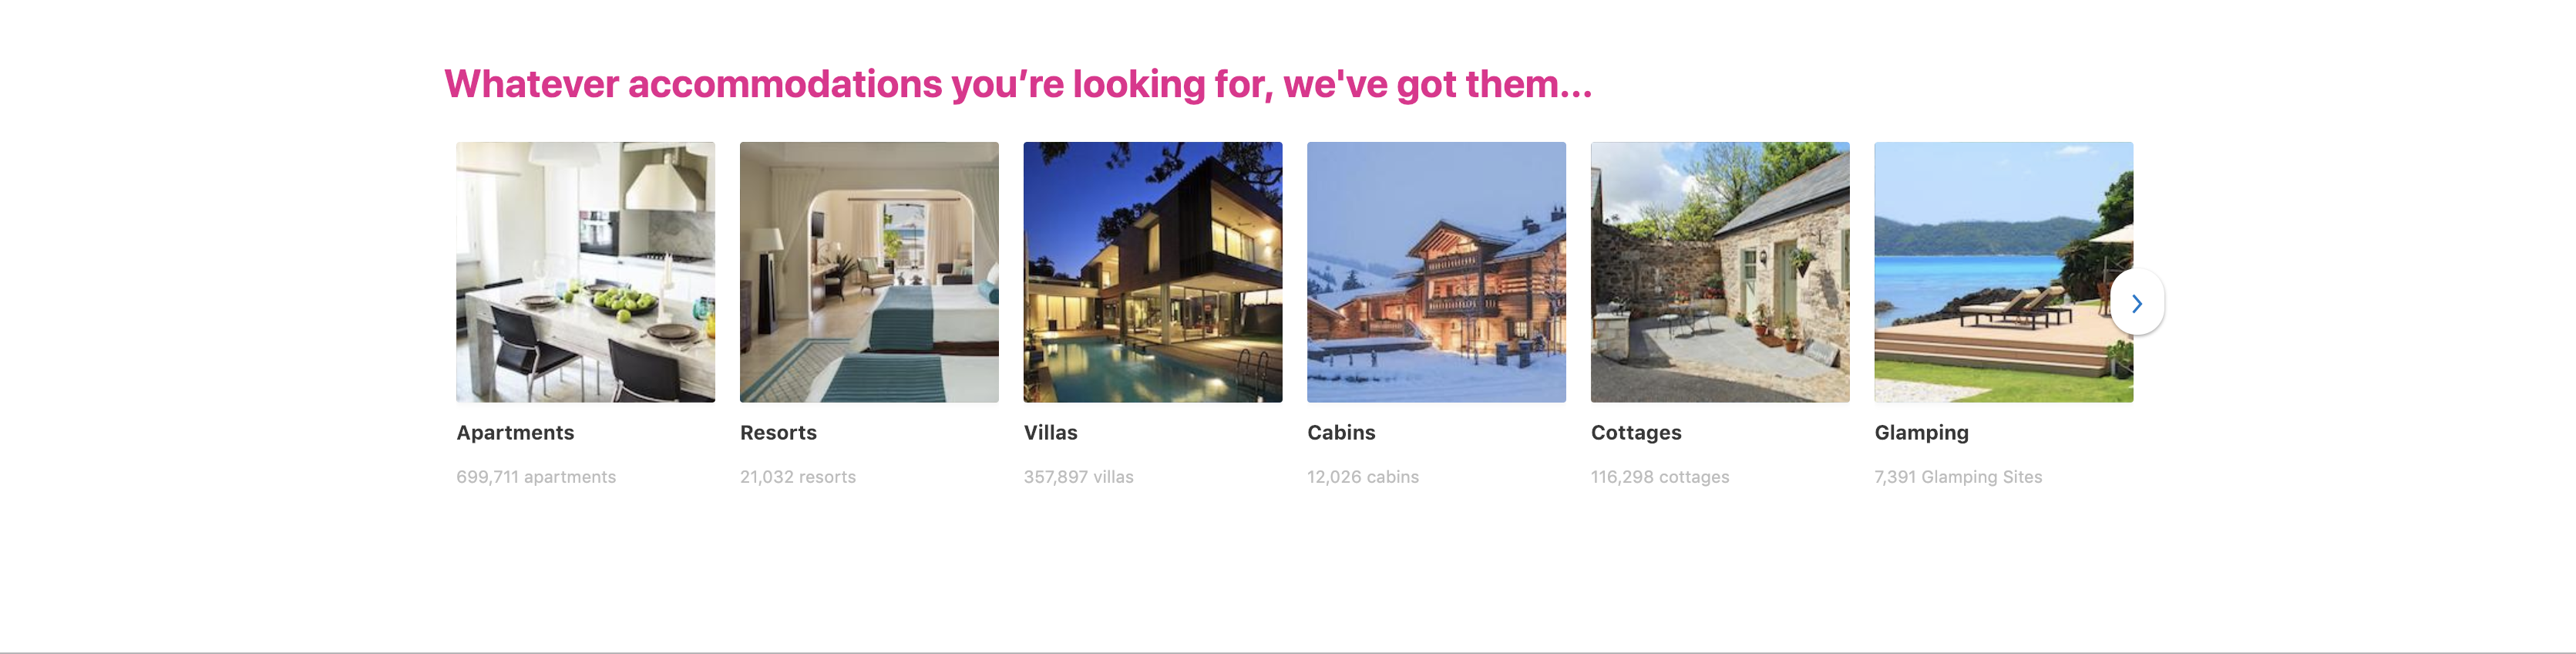 Whatever accommodations you’re looking for, we've got them...
Apartments
699,711 apartments
Resorts
21,032 resorts
Villas
357,897 villas
Cabins
12,026 cabins
Cottages
116,298 cottages
Glamping
7,391 Glamping Sites